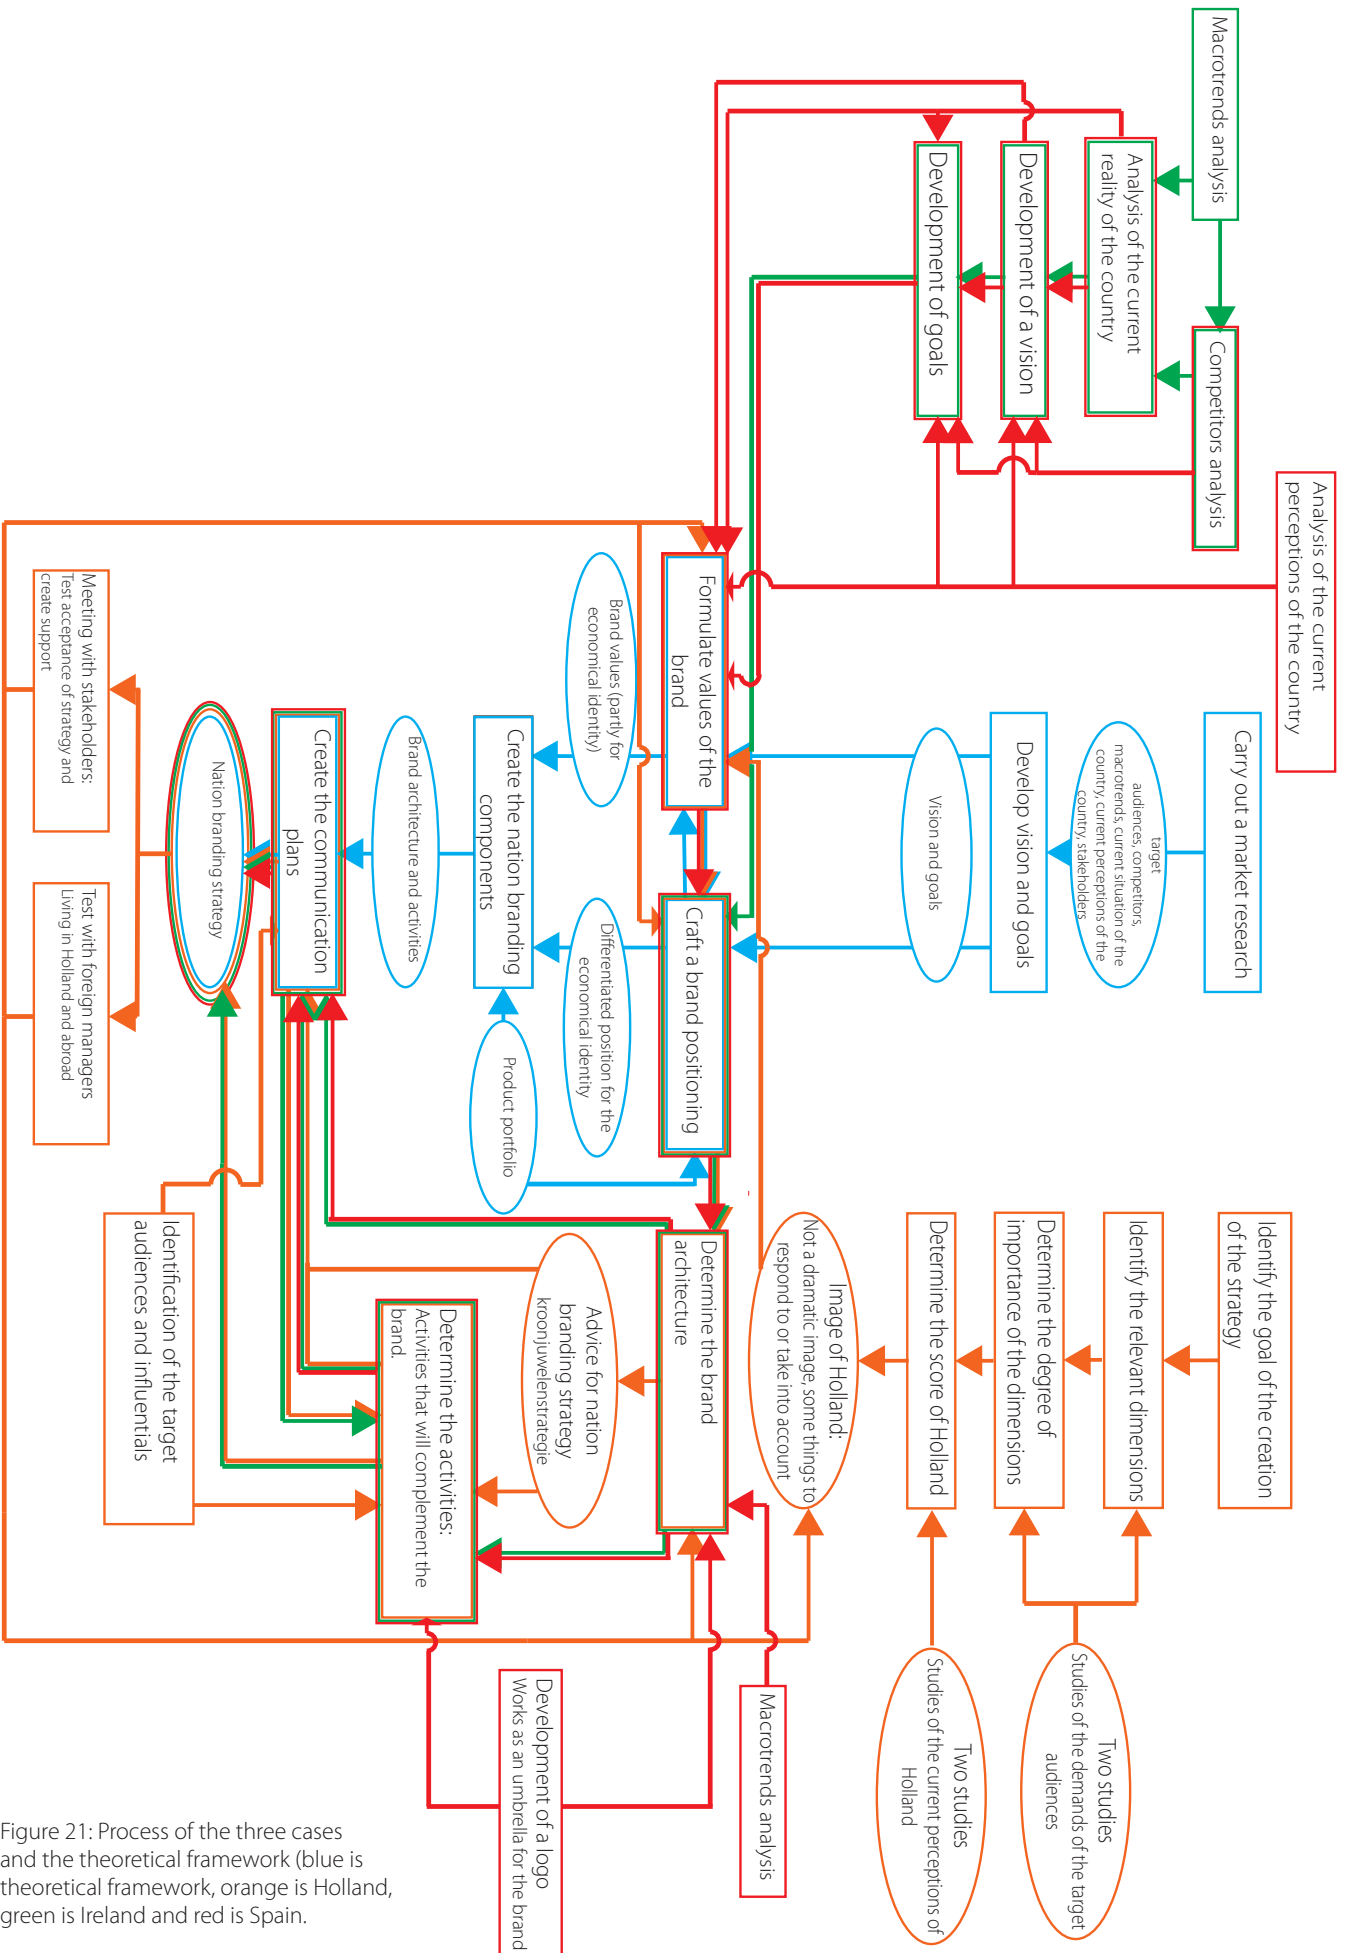 Macrotrends analysis
Competitors analysis
Analysis of the current
reality of the country
Development of a vision
Development of goals
Analysis of the current
perceptions of the country
Carry out a market research
target
audiences, competitors,
macrotrends, current situation of the
country, current perceptions of the
country, stakeholders
Develop vision and goals
Vision and goals
Formulate values of the
brand
Craft a brand positioning
Brand values (partly for
economical identity)
Differentiated position for the
economical identity
Create the nation branding
components
Product portfolio
Brand architecture and activities
Create the communication
plans
Nation branding strategy
Meeting with stakeholders:
Test acceptance of strategy and
create support
Test with foreign managers
Living in Holland and abroad
Identify the goal of the creation
of the strategy
Identify the relevant dimensions
Determine the degree of
importance of the dimensions
Determine the score of Holland
Image of Holland:
Not a dramatic image, some things to
respond to or take into account
Two studies
Studies of the demands of the target
audiences
Two studies
Studies of the current perceptions of
Holland
Macrotrends analysis
Determine the brand
architecture
Advice for nation
branding strategy
kroonjuwelenstrategie
Determine the activities:
Activities that will complement the
brand.
Development of a logo
Works as an umbrella for the brand
Identification of the target
audiences and influentials
Figure 21: Process of the three cases
and the theoretical framework (blue is
theoretical framework, orange is Holland,
green is Ireland and red is Spain.